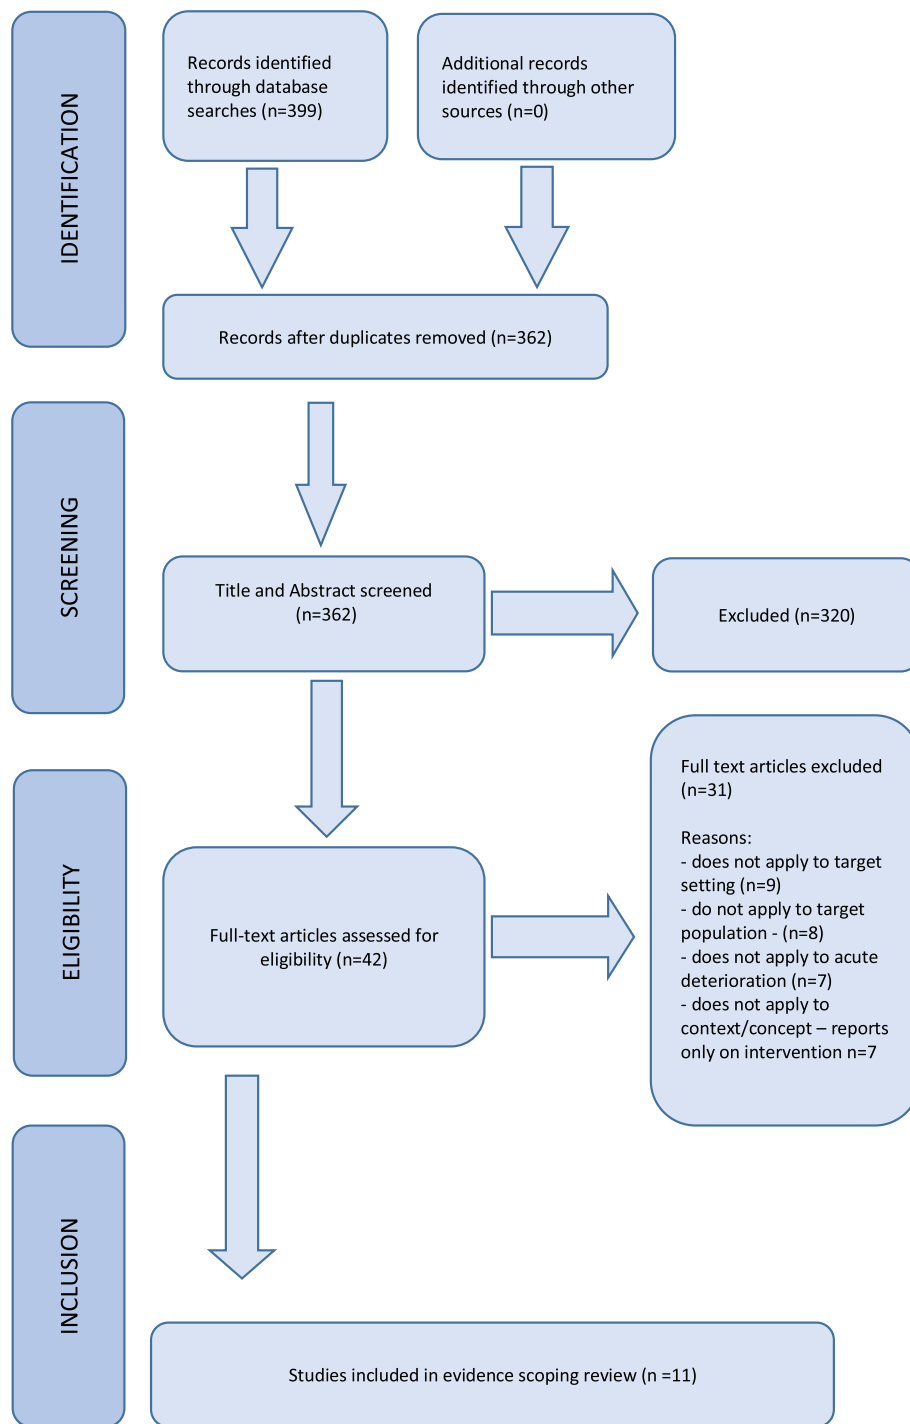 IDENTIFICATION
Records identified
through database
searches (n=399)
Additional records
identified through other
sources (n=0)
Records after duplicates removed (n=362)
SCREENING
Title and Abstract screened
(n=362)
Excluded (n=320)
ELIGIBILITY
Full-text articles assessed for
eligibility (n=42)
Full text articles excluded
(n=31)
Reasons:
- does not apply to target
setting (n=9)
- do not apply to target
population - (n=8)
- does not apply to acute
deterioration (n=7)
- does not apply to
context/concept – reports
only on intervention n=7
INCLUSION
Studies included in evidence scoping review (n =11)